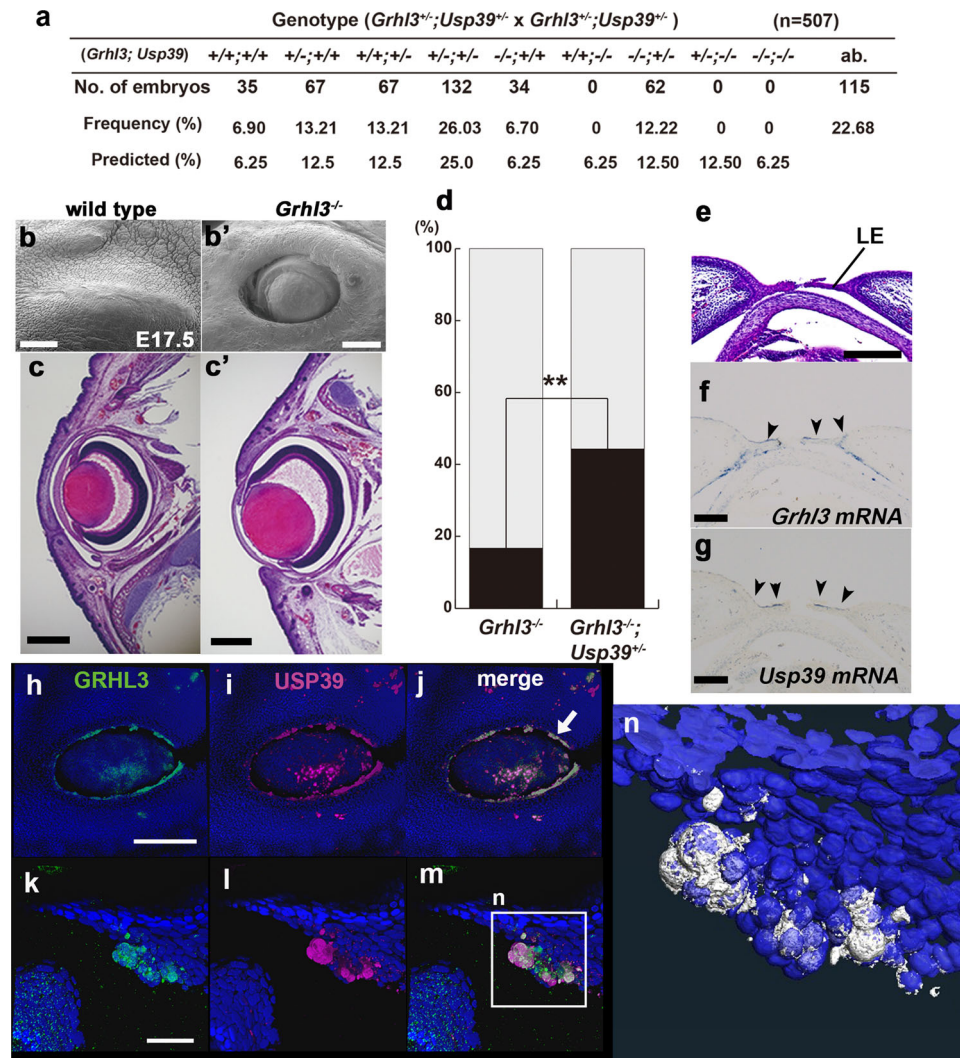 a
Genotype (Grhl3+/-;Usp39+/- x Grhl3+/-;Usp39+/- ) (n=507)
(Grhl3; Usp39) +/+;+/+ +/-;+/+ +/+;+/- +/-;+/- -/-;+/+ +/+;-/- -/-;+/- +/-;-/- -/-;-/- ab.
No. of embryos 35 67 67 132 34 0 62 0 0 115
Frequency (%) 6.90 13.21 13.21 26.03 6.70 0 12.22 0 0 22.68
Predicted (%) 6.25 12.5 12.5 25.0 6.25 6.25 12.50 12.50 6.25
wild type Grhl3-/-
b
E17.5
b'
c
c'
d
(%)
100
80
60
40
20
0
**
Grhl3-/- Grhl3-/-;
Usp39+/-
e
LE
f
Grhl3 mRNA
g
Usp39 mRNA
h GRHL3
i USP39
j merge
k
l
m
n
n